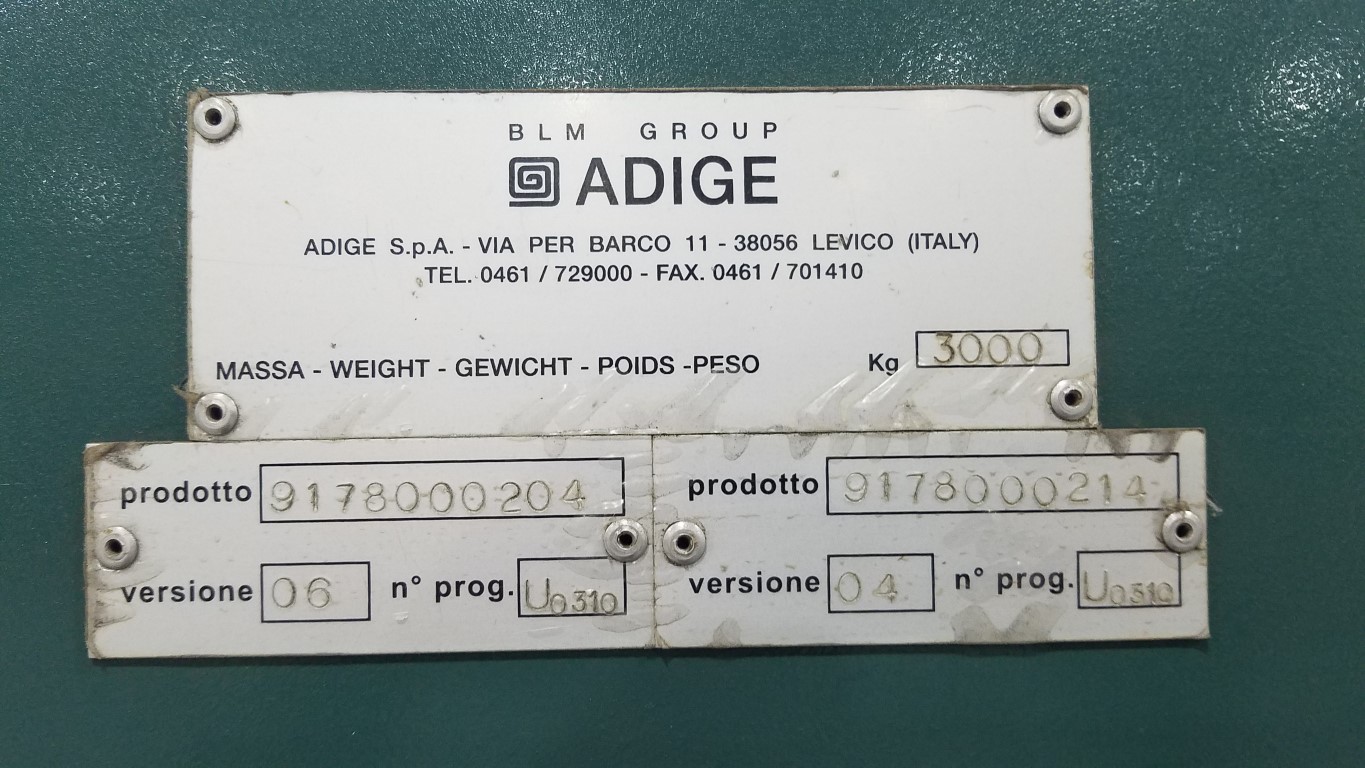 BLM GROUP
ADIGE
ADIGE S.p.A. - VIA PER BARCO 11 - 38056 LEVICO (ITALY)
TEL. 0461 / 729000 - FAX. 0461 / 701410
MASSA - WEIGHT - GEWICHT - POIDS -PESO Kg 3000
prodotto 9178000204
versione 06 n° prog. U0310
prodotto 9178000214
versione 04 n° prog. U0310